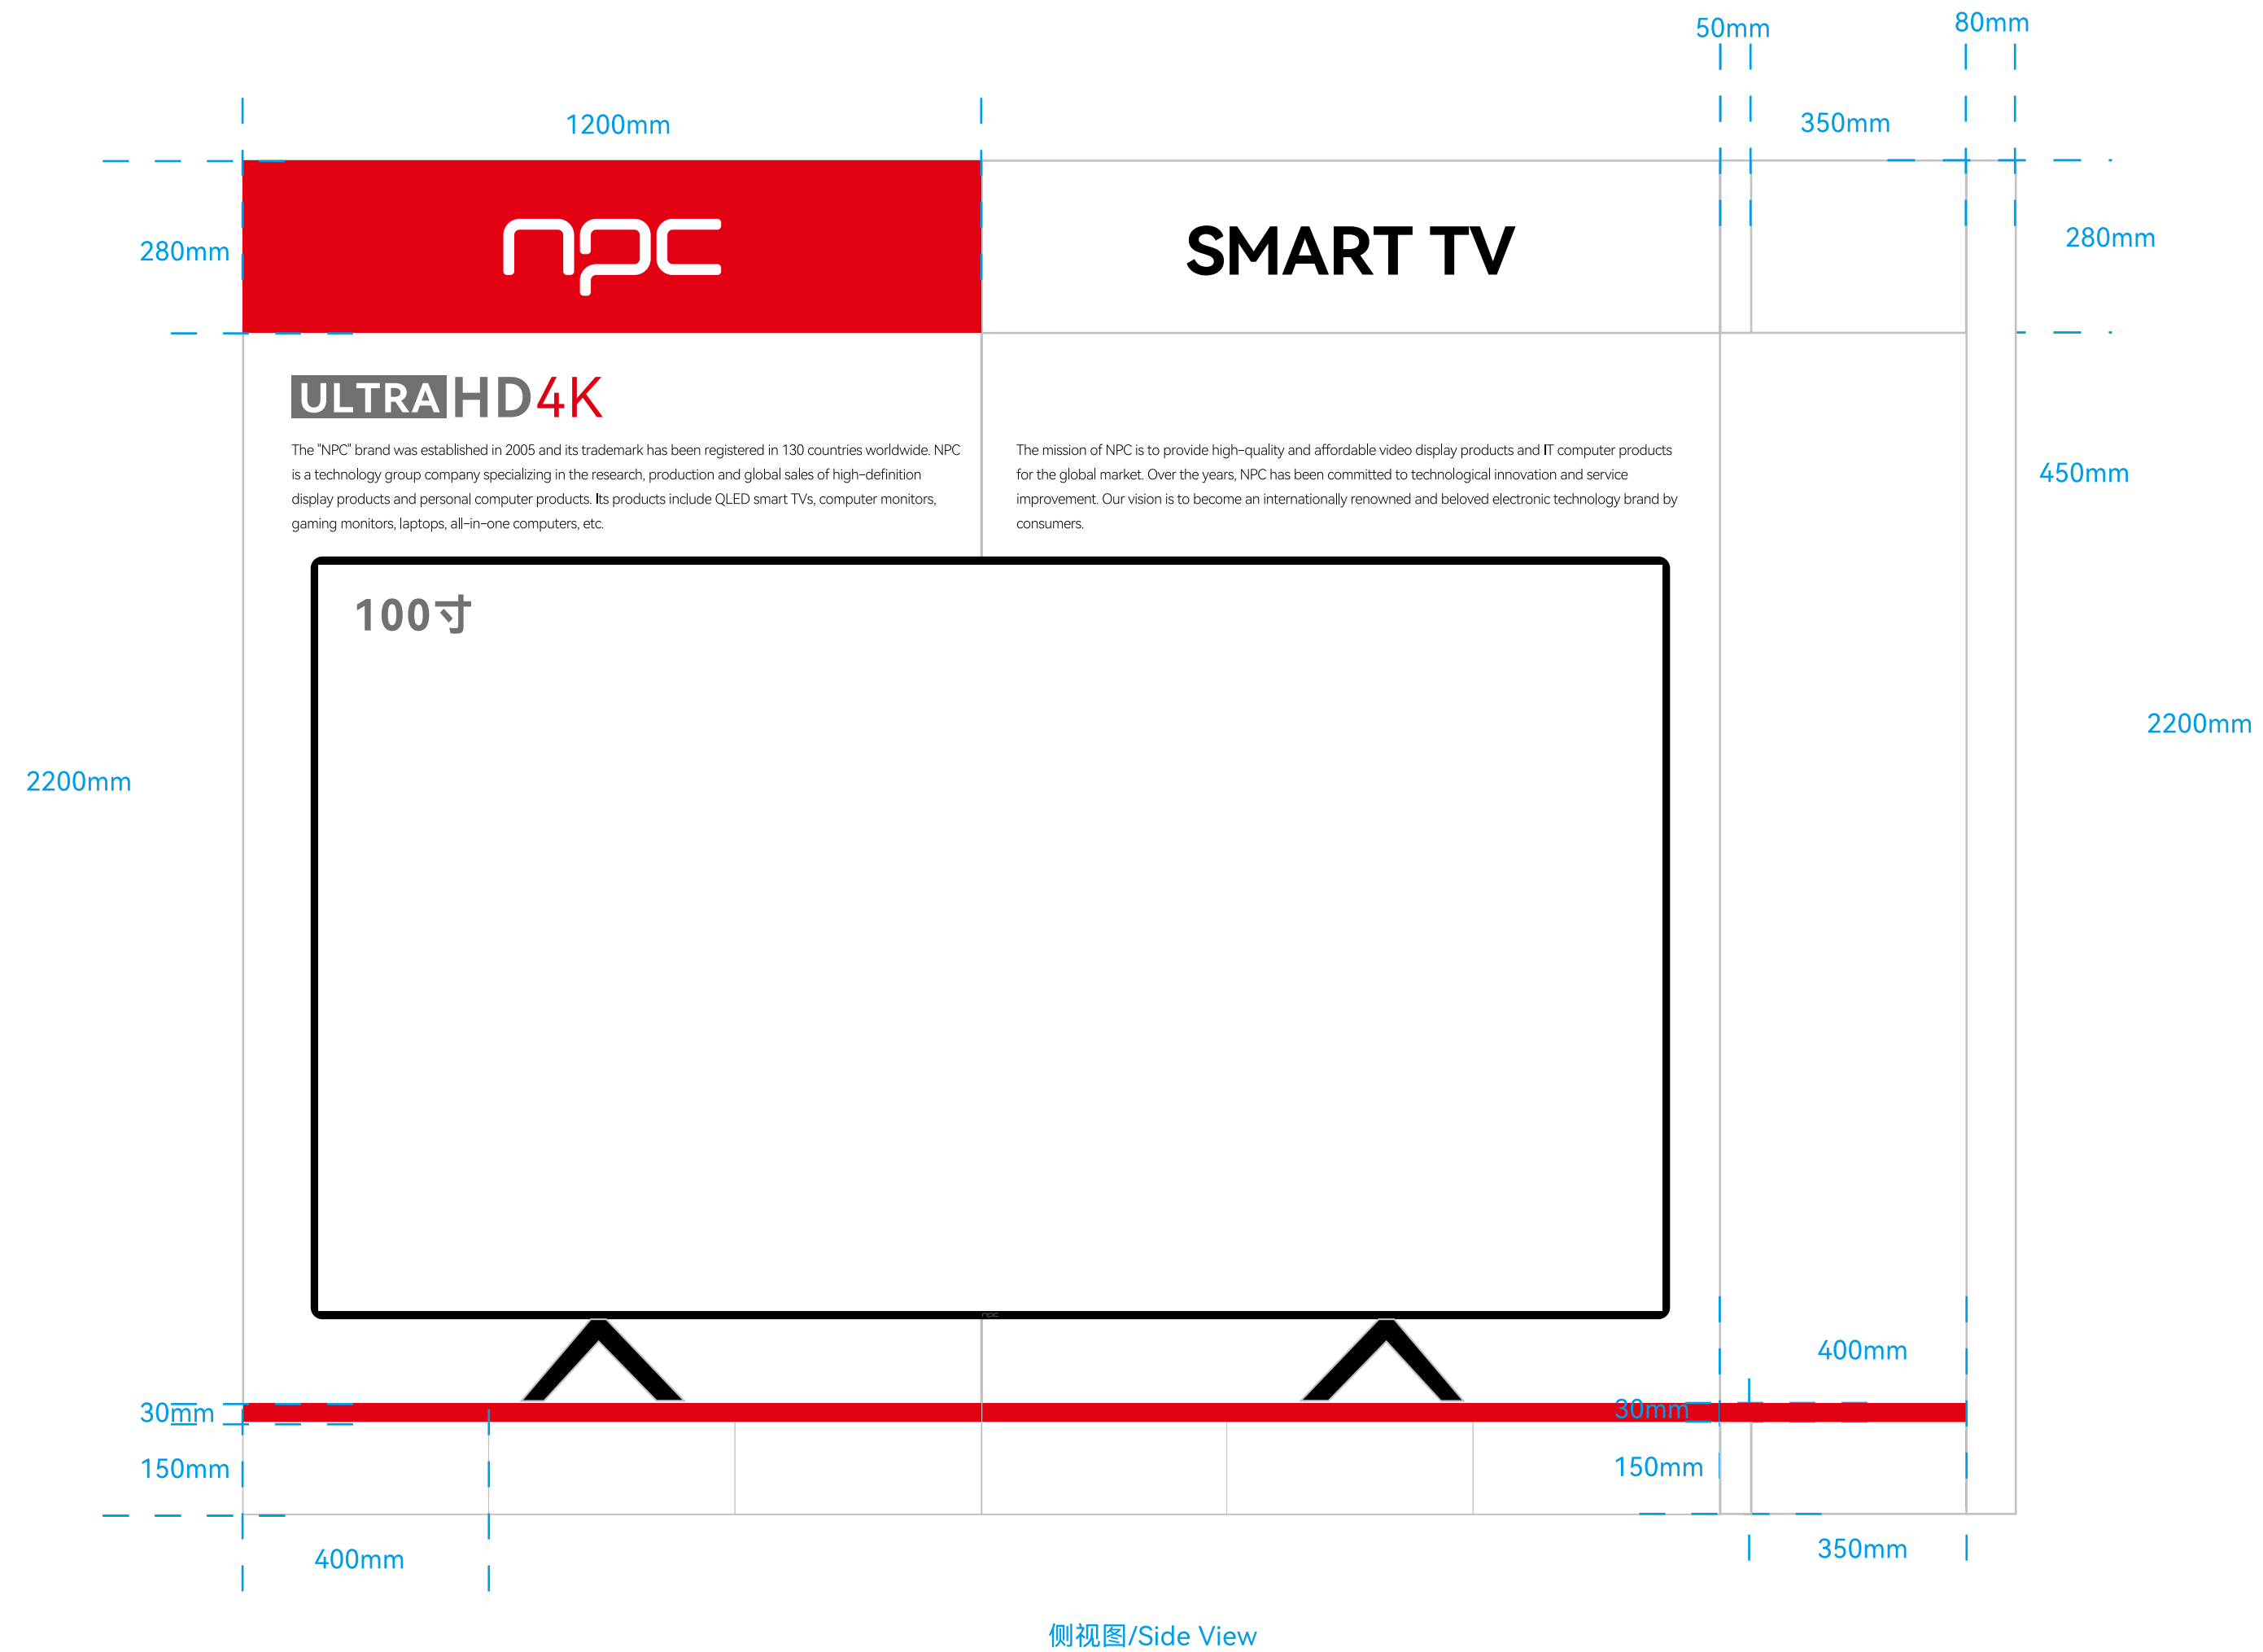 50mm
80mm
1200mm
350mm
280mm
npc
SMART TV
280mm
ULTRA HD 4K
The "NPC" brand was established in 2005 and its trademark has been registered in 130 countries worldwide. NPC
is a technology group company specializing in the research, production and global sales of high-definition
display products and personal computer products. Its products include QLED smart TVs, computer monitors,
gaming monitors, laptops, all-in-one computers, etc.
The mission of NPC is to provide high-quality and affordable video display products and IT computer products
for the global market. Over the years, NPC has been committed to technological innovation and service
improvement. Our vision is to become an internationally renowned and beloved electronic technology brand by
consumers.
450mm
100寸
2200mm
2200mm
npc
400mm
30mm
30mm
150mm
150mm
400mm
350mm
侧视图/Side View